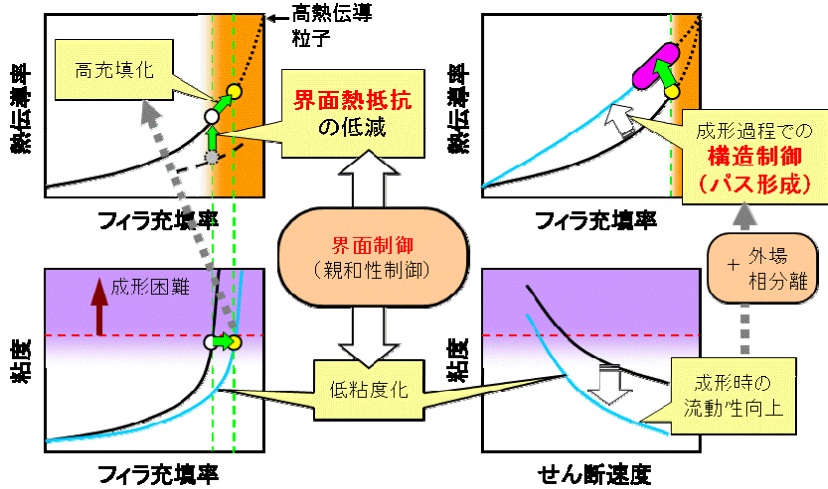 高熱伝導
粒子
高充填化
界面熱抵抗
の低減
熱伝導率
フィラ充填率
熱伝導率
成形過程での
構造制御
(パス形成)
フィラ充填率
界面制御
(親和性制御)
+ 外場
相分離
成形困難
粘度
フィラ充填率
低粘度化
粘度
成形時の
流動性向上
せん断速度